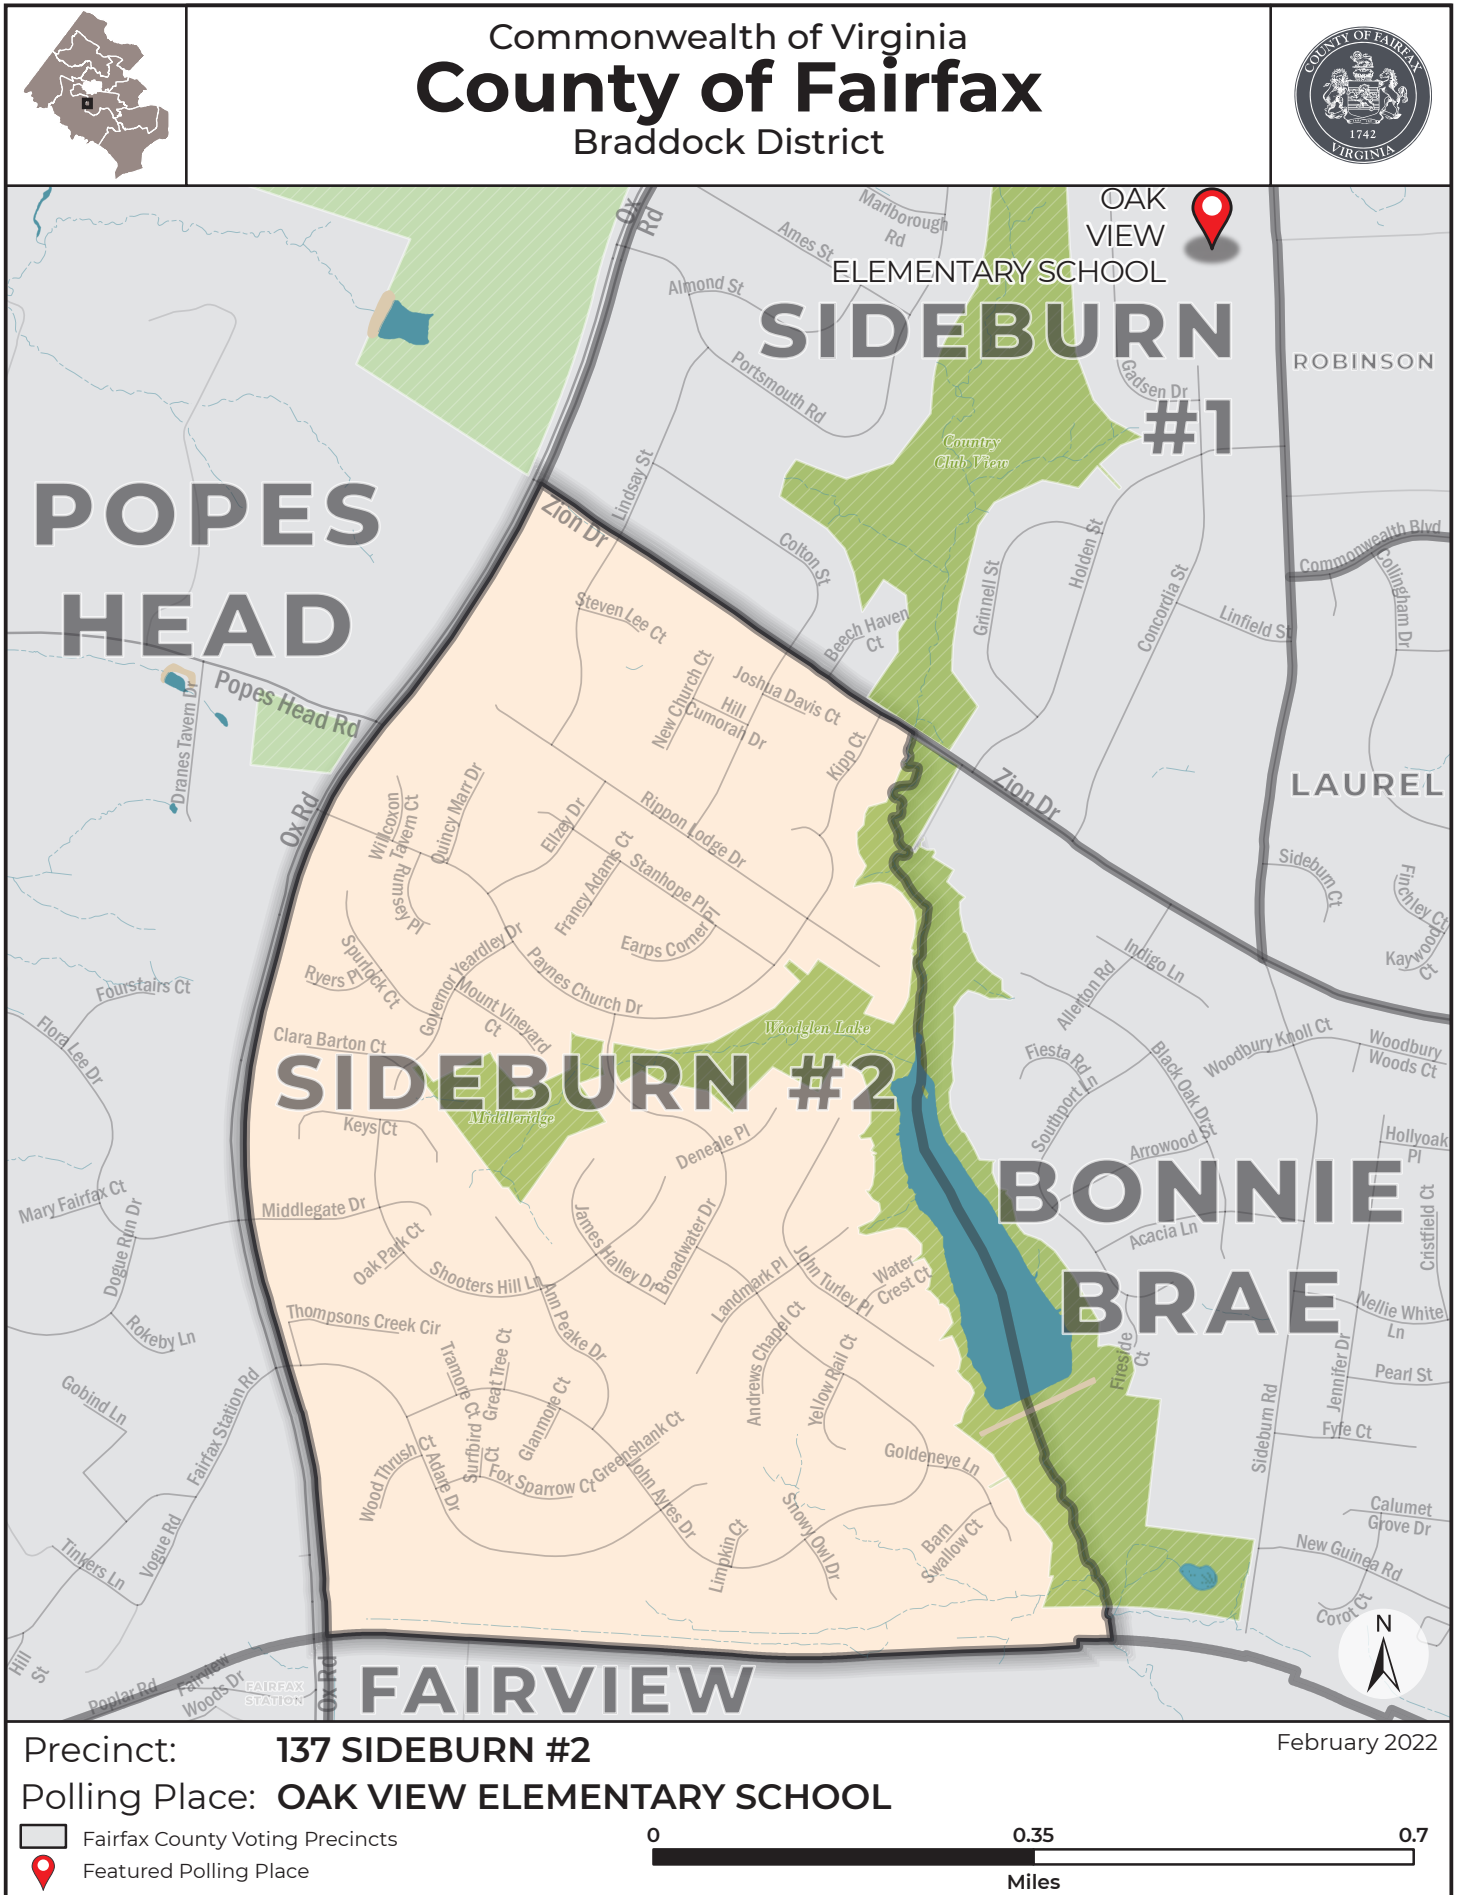 Commonwealth of Virginia
County of Fairfax
Braddock District
COUNTY OF FAIRFAX
1742
VIRGINIA
Ox
Rd
Marlborough
Rd
Ames St
Almond St
OAK
VIEW
ELEMENTARY SCHOOL
SIDEBURN
#1
ROBINSON
Portsmouth Rd
Gadsen Dr
Country
Club View
Lindsay St
Zion Dr
POPES
HEAD
Colton St
Holden St
Grinnell St
Concordia St
Commonwealth Blvd
Collingham Dr
Linfield St
Steven Lee Ct
Beech Haven
Ct
New Church Ct
Joshua Davis Ct
Hill
Cumorah Dr
Kipp Ct
Popes Head Rd
Dranes Tavern Dr
Ox Rd
Zion Dr
LAUREL
Willcoxon
Tavern Ct
Quincy Marr Dr
Ellzey Dr
Rippon Lodge Dr
Rumsey Pl
Francy Adams Ct
Stanhope Pl
Earps Corner Pl
Sideburn Ct
Finchley Ct
Kaywood
Ct
Spurlock Ct
Ryers Pl
Governor Yeardley Dr
Paynes Church Dr
Mount Vineyard
Ct
Indigo Ln
Allerton Rd
Fourstairs Ct
Flora Lee Dr
Clara Barton Ct
Woodglen Lake
Fiesta Rd
Woodbury Knoll Ct
Woodbury
Woods Ct
Black Oak Dr
Southport Ln
SIDEBURN #2
Middleridge
Keys Ct
Deneale Pl
Arrowood St
Hollyoak
Pl
BONNIE
BRAE
Mary Fairfax Ct
Middlegate Dr
Dogue Run Dr
Oak Park Ct
James Halley Dr
Broadwater Dr
Acacia Ln
Cristfield Ct
Shooters Hill Ln
Landmark Pl
John Turley Pl
Water
Crest Ct
Ann Peake Dr
Nellie White
Ln
Rokeby Ln
Thompsons Creek Cir
Andrews Chapel Ct
Yellow Rail Ct
Fireside
Ct
Jennifer Dr
Pearl St
Tramore Ct
Great Tree Ct
Glanmore Ct
Gobind Ln
Fairfax Station Rd
Sideburn Rd
Fyfe Ct
Wood Thrush Ct
Adare Dr
Surfbird
Ct
Fox Sparrow Ct
Greenshank Ct
John Ayres Dr
Goldeneye Ln
Snowy Owl Dr
Limpkin Ct
Barn
Swallow Ct
Calumet
Grove Dr
New Guinea Rd
Corot Ct
Vogue Rd
Tinkers Ln
Hill
St
Poplar Rd
Fairview
Woods Dr
FAIRFAX
STATION
Ox Rd
FAIRVIEW
N
Precinct: 137 SIDEBURN #2
February 2022
Polling Place: OAK VIEW ELEMENTARY SCHOOL
Fairfax County Voting Precincts
Featured Polling Place
0 0.35 0.7
Miles